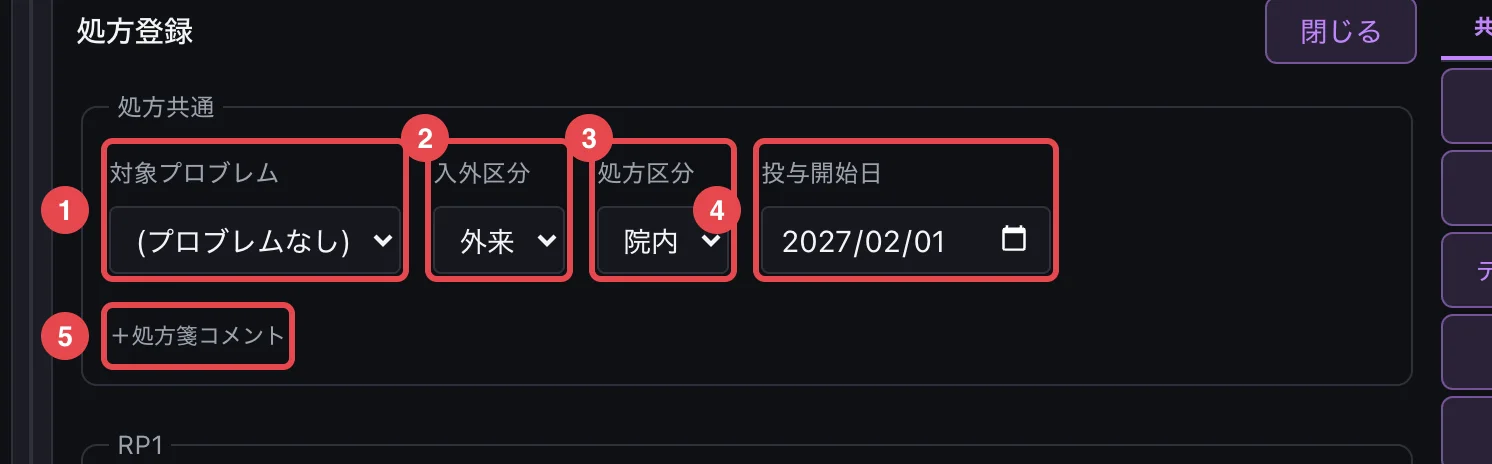 処方登録
閉じる
処方共通
1 対象プロブレム
2 入外区分
3 処方区分
4 投与開始日
(プロブレムなし)
外来
院内
2027/02/01
5 +処方箋コメント
RP1